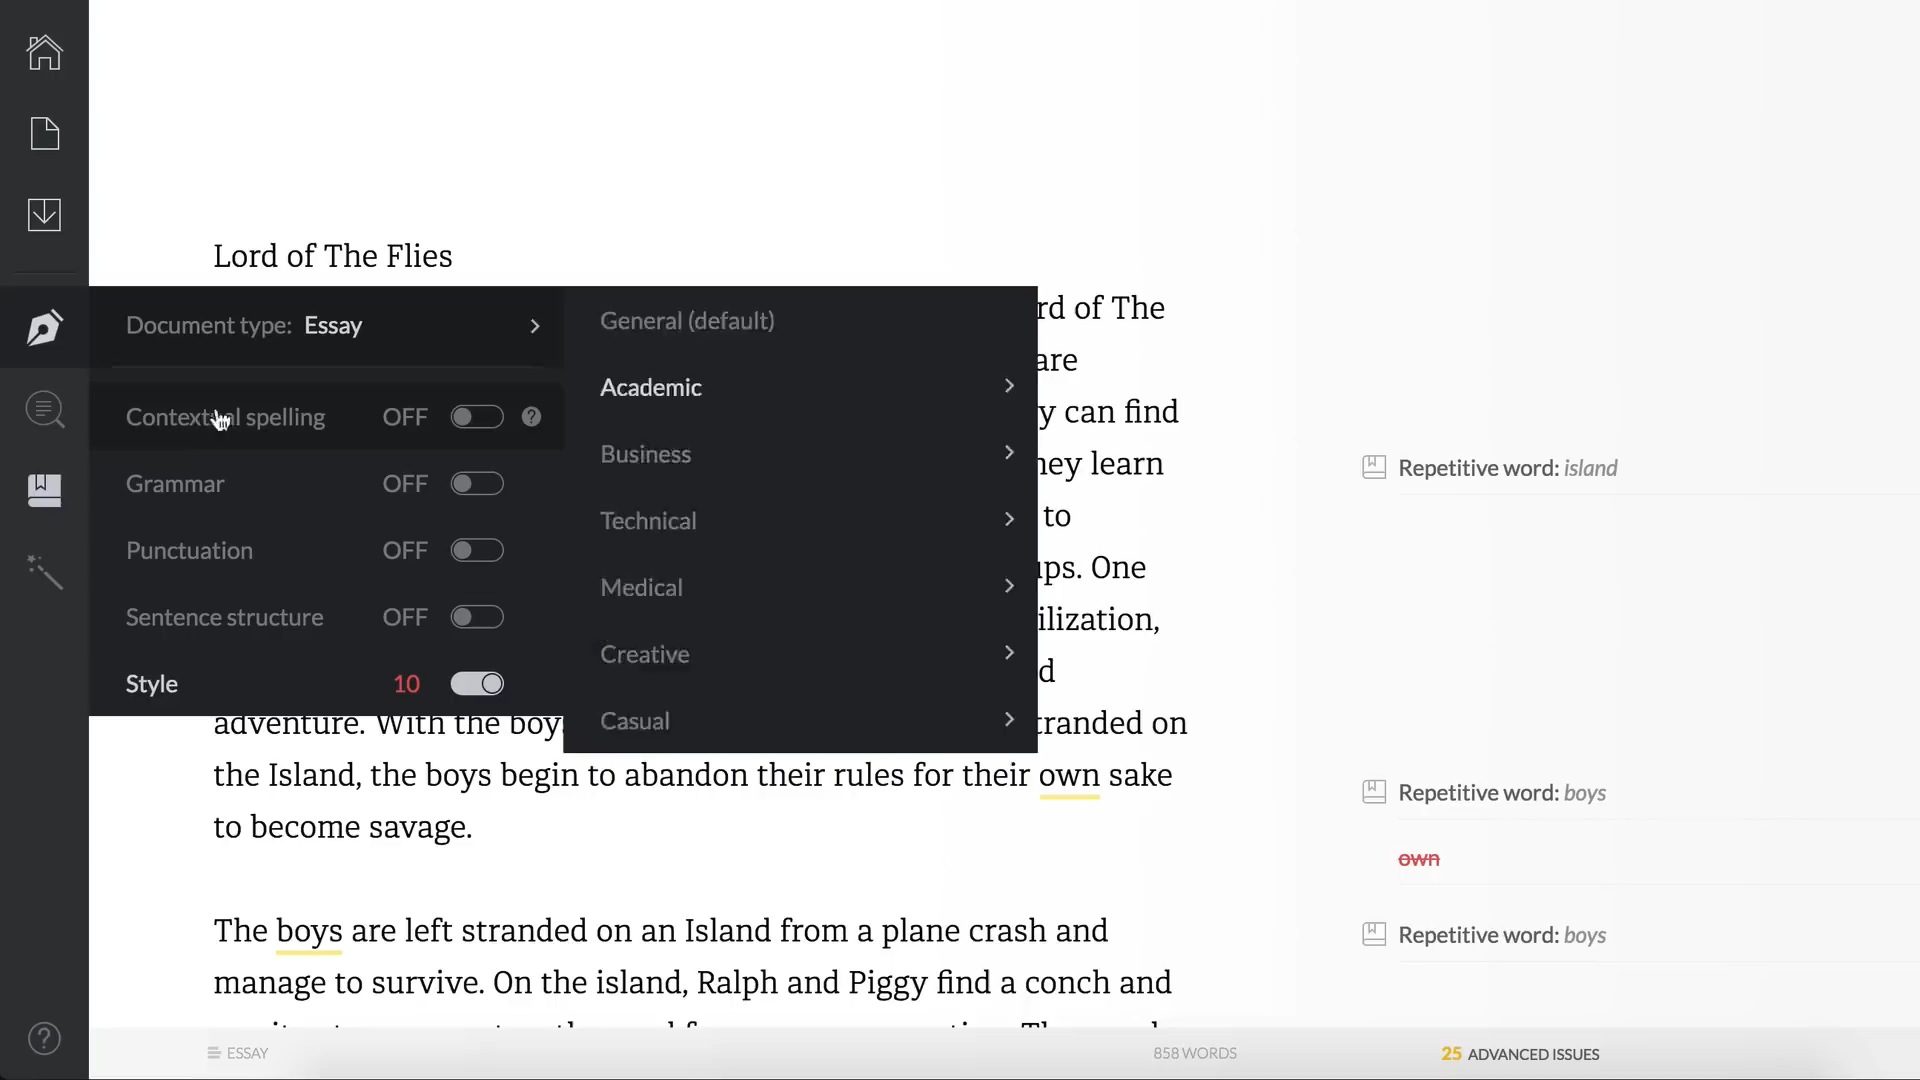 Lord of The Flies
Document type: Essay
Contextual spelling OFF
Grammar OFF
Punctuation OFF
Sentence structure OFF
Style 10
General (default)
Academic
Business
Technical
Medical
Creative
Casual
rd of The
are
y can find
hey learn
to
ups. One
ilization,
d
adventure. With the boy
tranded on
the Island, the boys begin to abandon their rules for their own sake
to become savage.
The boys are left stranded on an Island from a plane crash and
manage to survive. On the island, Ralph and Piggy find a conch and
Repetitive word: island
Repetitive word: boys
own
Repetitive word: boys
ESSAY
858 WORDS
25 ADVANCED ISSUES